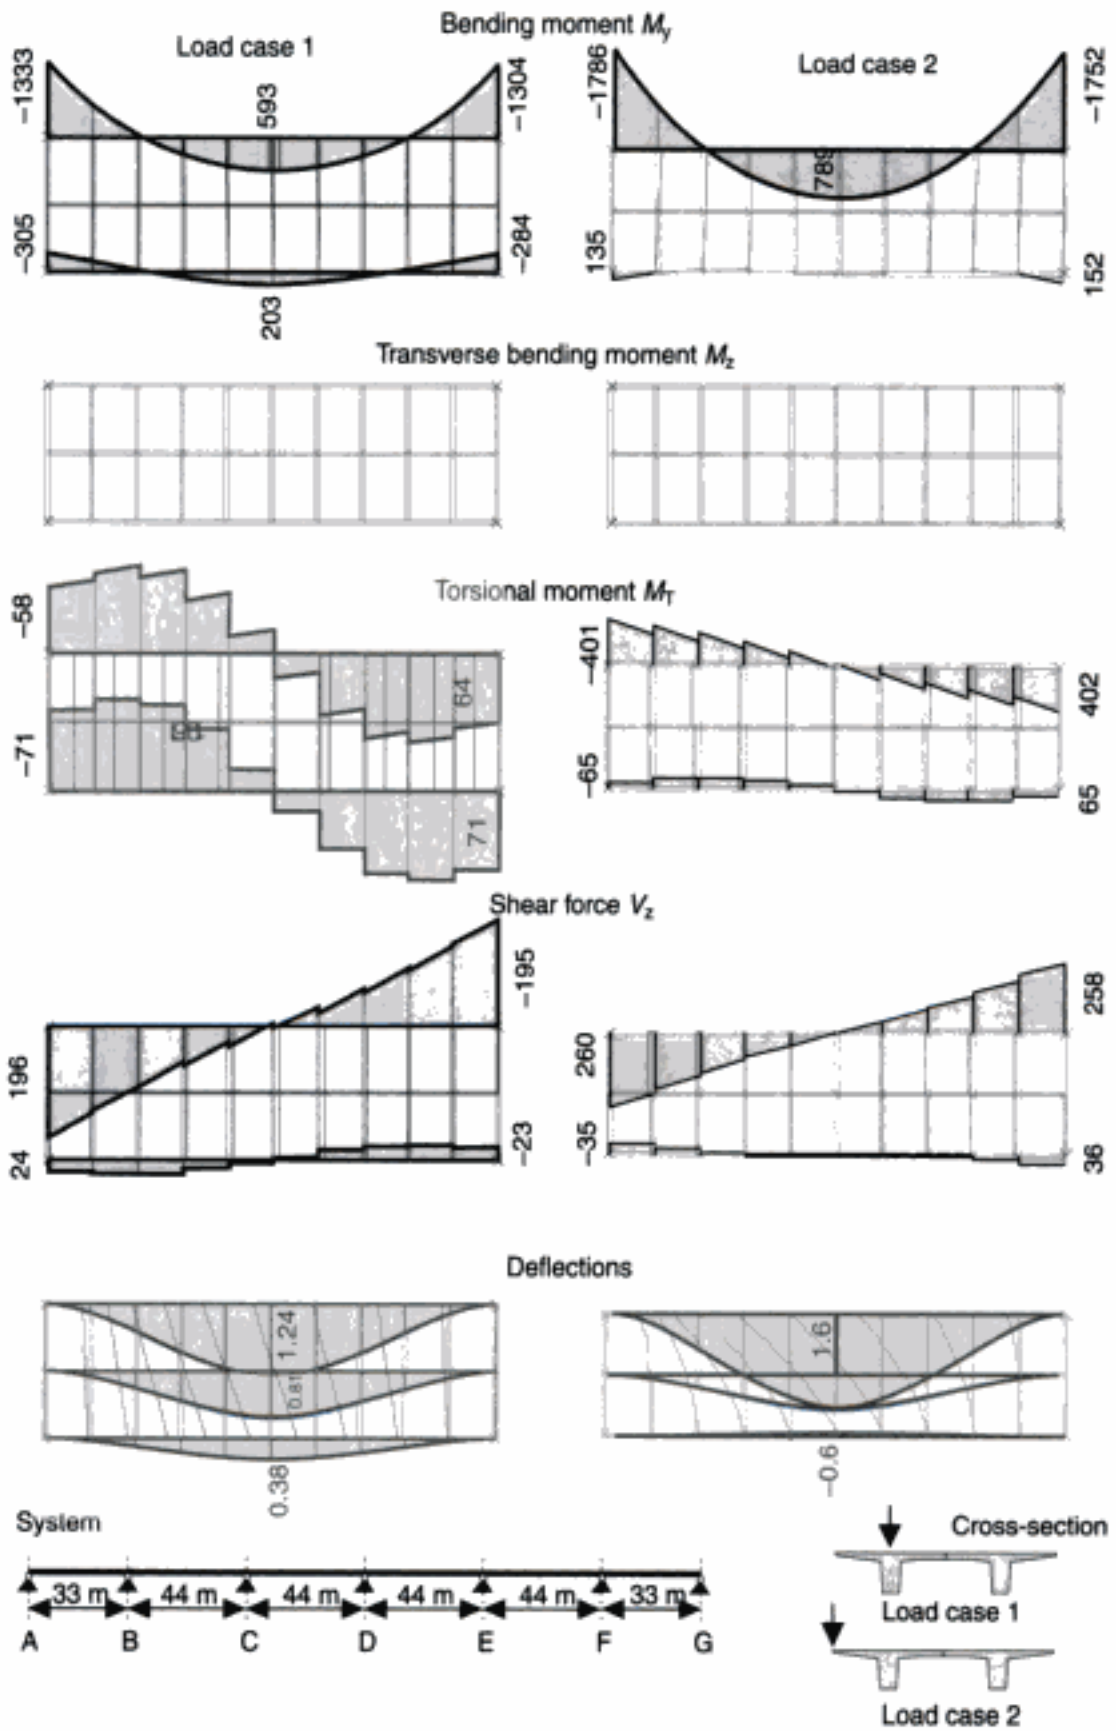 Bending moment My
Load case 1
Load case 2
−1333
593
−1304
−1786
789
−1752
−305
203
−284
135
152
Transverse bending moment Mz
Torsional moment MT
−58
64
−401
402
−71
71
−65
65
Shear force Vz
196
−195
260
258
24
−23
−35
36
Deflections
1.24
0.81
0.38
1.6
−0.6
System
Cross-section
33 m
44 m
44 m
44 m
44 m
33 m
A
B
C
D
E
F
G
Load case 1
Load case 2